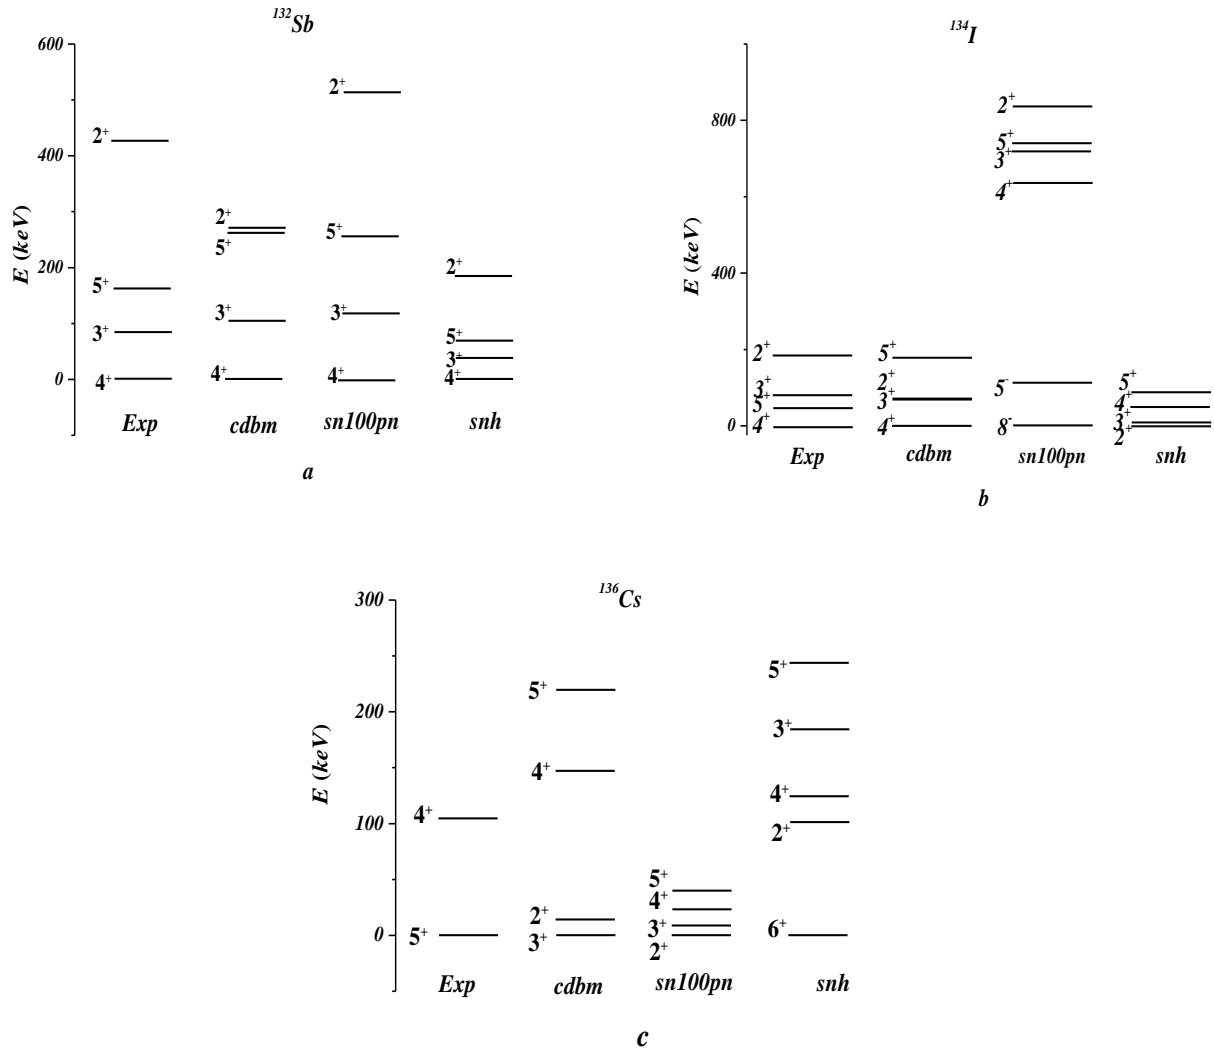 ¹³²Sb
600
400
200
0
E (keV)
2⁺
5⁺
3⁺
4⁺
Exp
2⁺
5⁺
3⁺
4⁺
cdbm
2⁺
5⁺
3⁺
4⁺
sn100pn
2⁺
5⁺
3⁺
4⁺
snh
a
¹³⁴I
800
400
0
E (keV)
2⁺
3⁺
5⁺
4⁺
Exp
5⁺
2⁺
3⁺
4⁺
cdbm
2⁺
5⁺
3⁺
4⁺
5⁻
8⁻
sn100pn
5⁺
4⁺
3⁺
2⁺
snh
b
¹³⁶Cs
300
200
100
0
E (keV)
4⁺
5⁺
Exp
5⁺
4⁺
2⁺
3⁺
cdbm
5⁺
4⁺
3⁺
2⁺
sn100pn
5⁺
3⁺
4⁺
2⁺
6⁺
snh
c